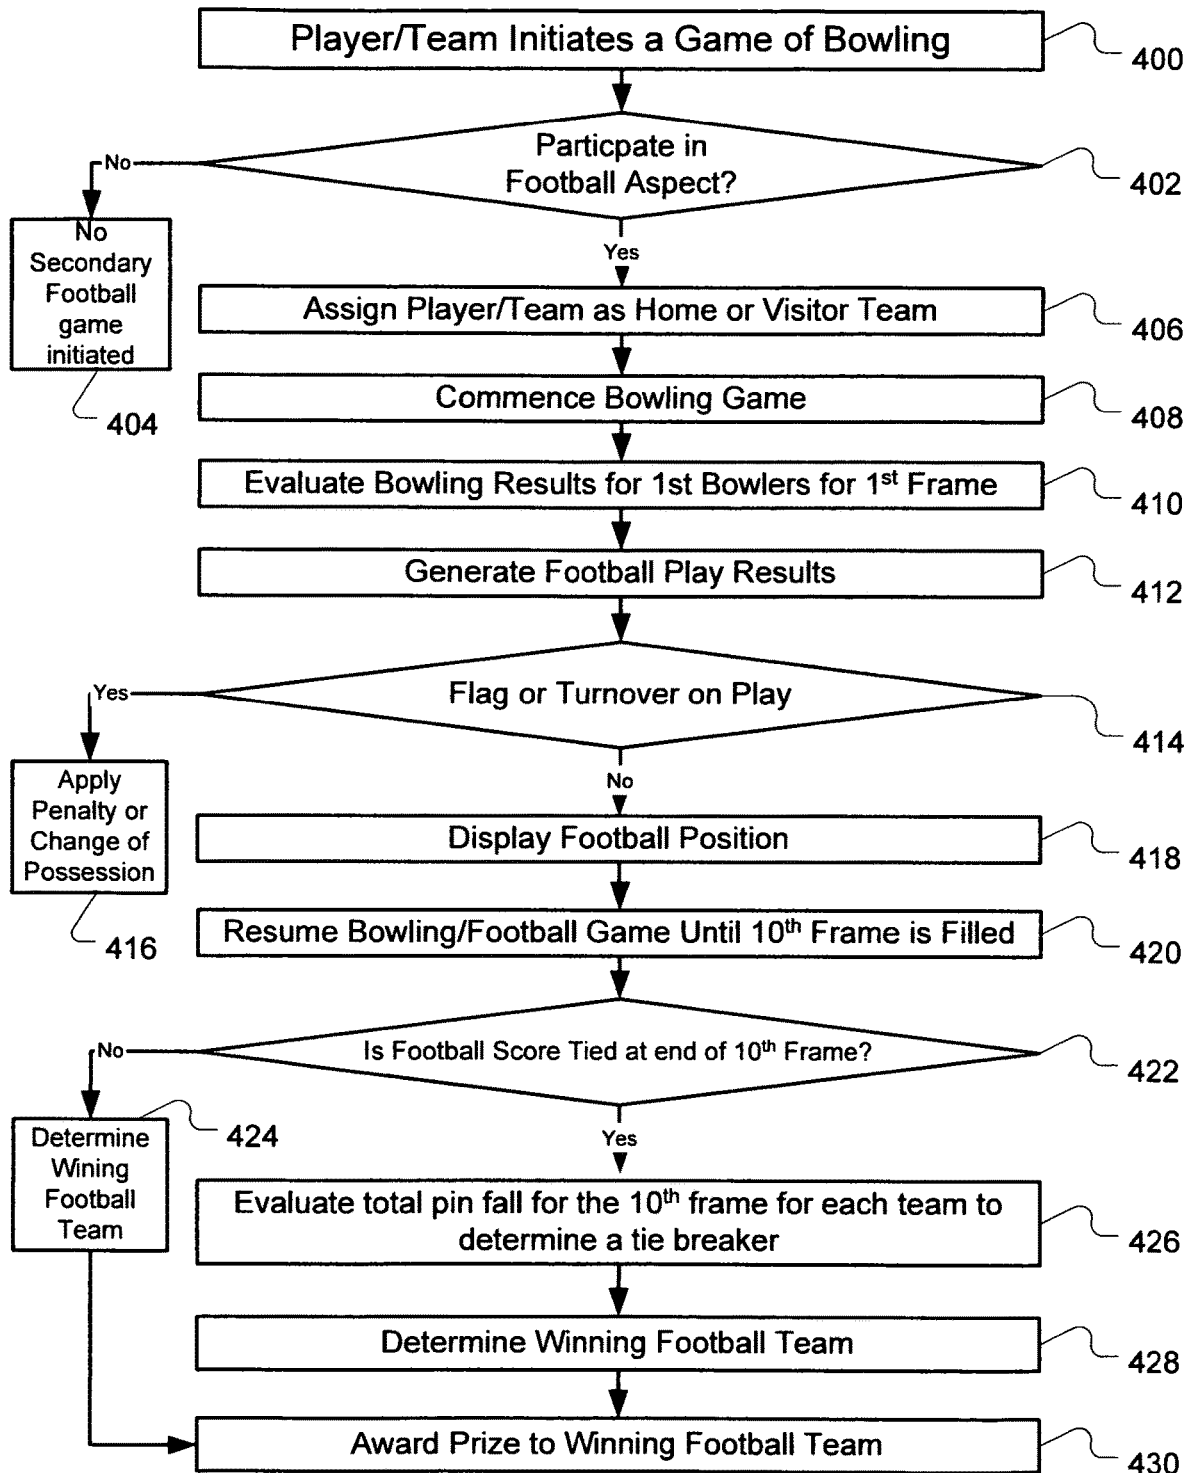 Player/Team Initiates a Game of Bowling
400
Particpate in
Football Aspect?
402
No
No
Secondary
Football
game
initiated
404
Yes
Assign Player/Team as Home or Visitor Team
406
Commence Bowling Game
408
Evaluate Bowling Results for 1st Bowlers for 1st Frame
410
Generate Football Play Results
412
Flag or Turnover on Play
414
Yes
Apply
Penalty or
Change of
Possession
416
No
Display Football Position
418
Resume Bowling/Football Game Until 10th Frame is Filled
420
Is Football Score Tied at end of 10th Frame?
422
No
Determine
Wining
Football
Team
424
Yes
Evaluate total pin fall for the 10th frame for each team to
determine a tie breaker
426
Determine Winning Football Team
428
Award Prize to Winning Football Team
430